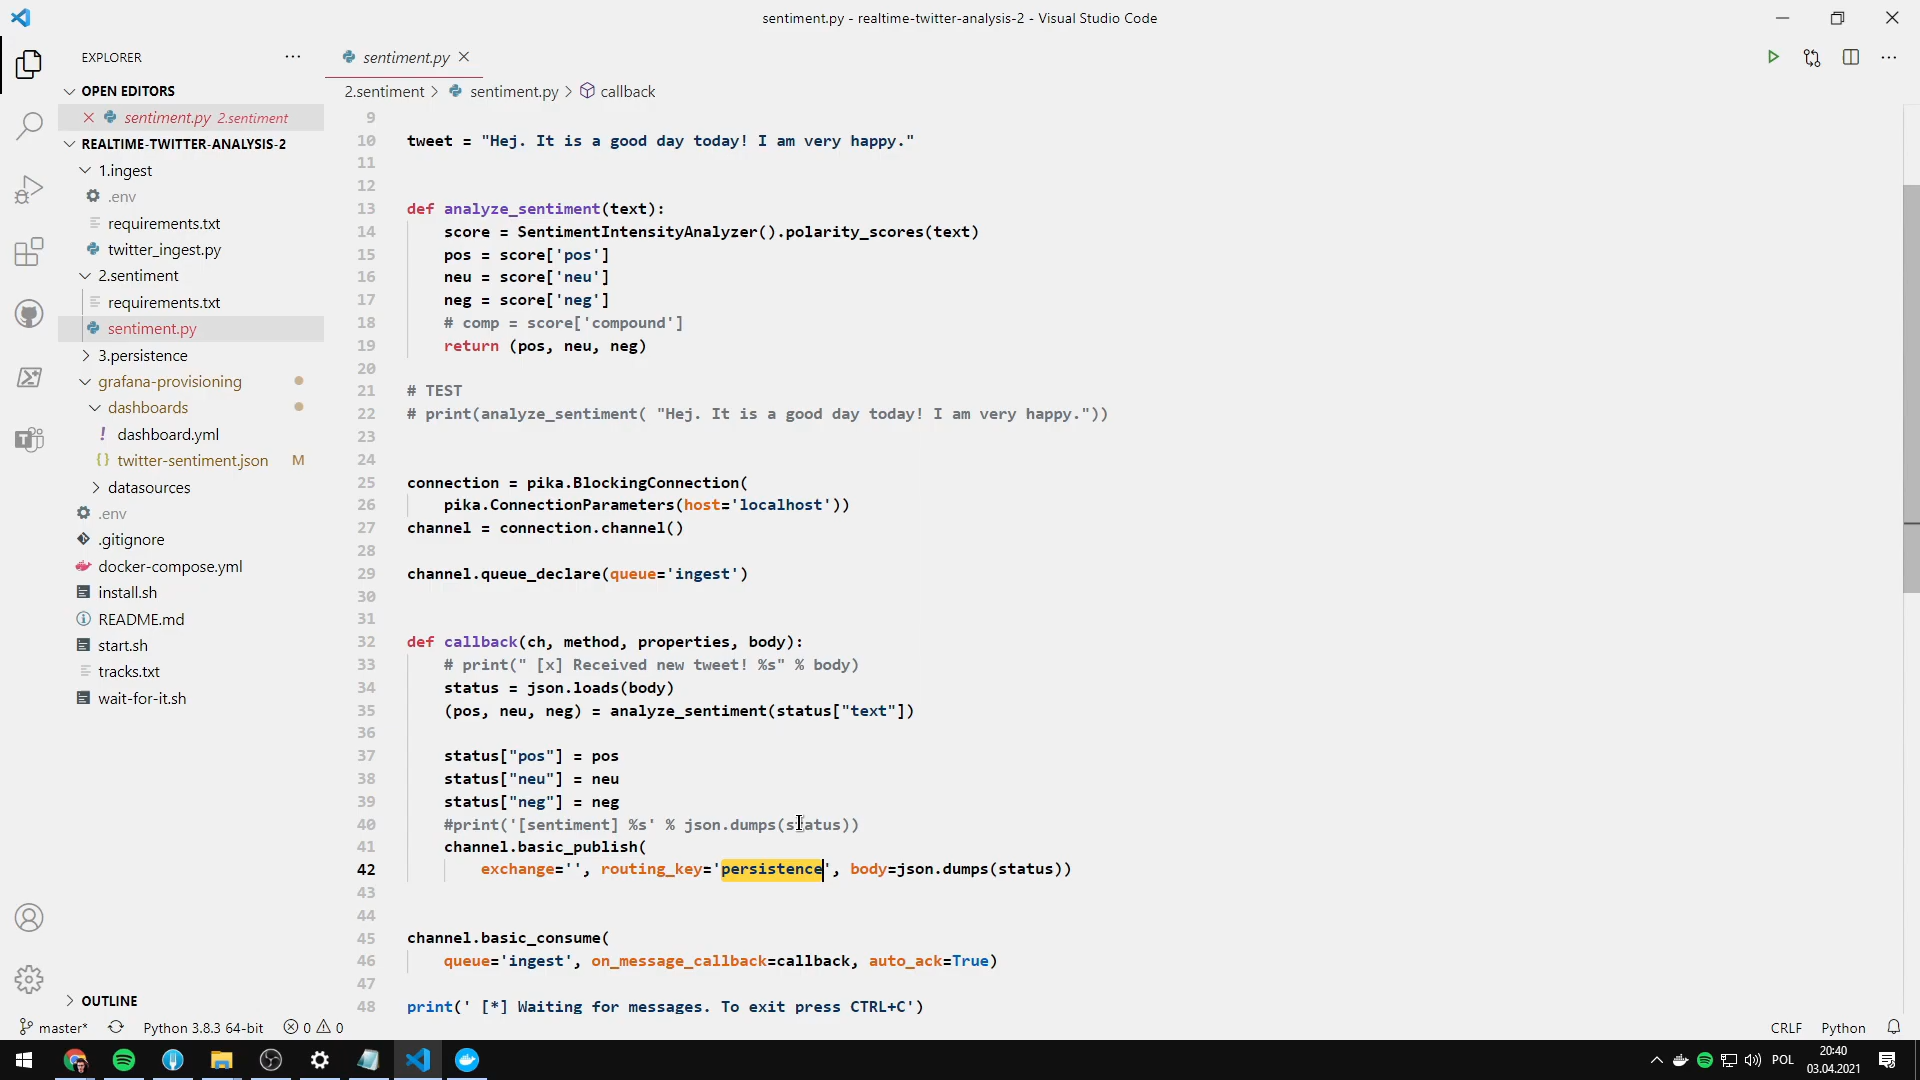 sentiment.py - realtime-twitter-analysis-2 - Visual Studio Code
EXPLORER
OPEN EDITORS
sentiment.py 2.sentiment
REALTIME-TWITTER-ANALYSIS-2
1.ingest
.env
requirements.txt
twitter_ingest.py
2.sentiment
requirements.txt
sentiment.py
3.persistence
grafana-provisioning
dashboards
dashboard.yml
twitter-sentiment.json M
datasources
.env
.gitignore
docker-compose.yml
install.sh
README.md
start.sh
tracks.txt
wait-for-it.sh
OUTLINE
sentiment.py
2.sentiment > sentiment.py > callback
9
10 tweet = "Hej. It is a good day today! I am very happy."
11
12
13 def analyze_sentiment(text):
14 score = SentimentIntensityAnalyzer().polarity_scores(text)
15 pos = score['pos']
16 neu = score['neu']
17 neg = score['neg']
18 # comp = score['compound']
19 return (pos, neu, neg)
20
21 # TEST
22 # print(analyze_sentiment( "Hej. It is a good day today! I am very happy."))
23
24
25 connection = pika.BlockingConnection(
26 pika.ConnectionParameters(host='localhost'))
27 channel = connection.channel()
28
29 channel.queue_declare(queue='ingest')
30
31
32 def callback(ch, method, properties, body):
33 # print(" [x] Received new tweet! %s" % body)
34 status = json.loads(body)
35 (pos, neu, neg) = analyze_sentiment(status["text"])
36
37 status["pos"] = pos
38 status["neu"] = neu
39 status["neg"] = neg
40 #print('[sentiment] %s' % json.dumps(status))
41 channel.basic_publish(
42 exchange='', routing_key='persistence', body=json.dumps(status))
43
44
45 channel.basic_consume(
46 queue='ingest', on_message_callback=callback, auto_ack=True)
47
48 print(' [*] Waiting for messages. To exit press CTRL+C')
master* Python 3.8.3 64-bit 0 0 CRLF Python
POL
20:40
03.04.2021